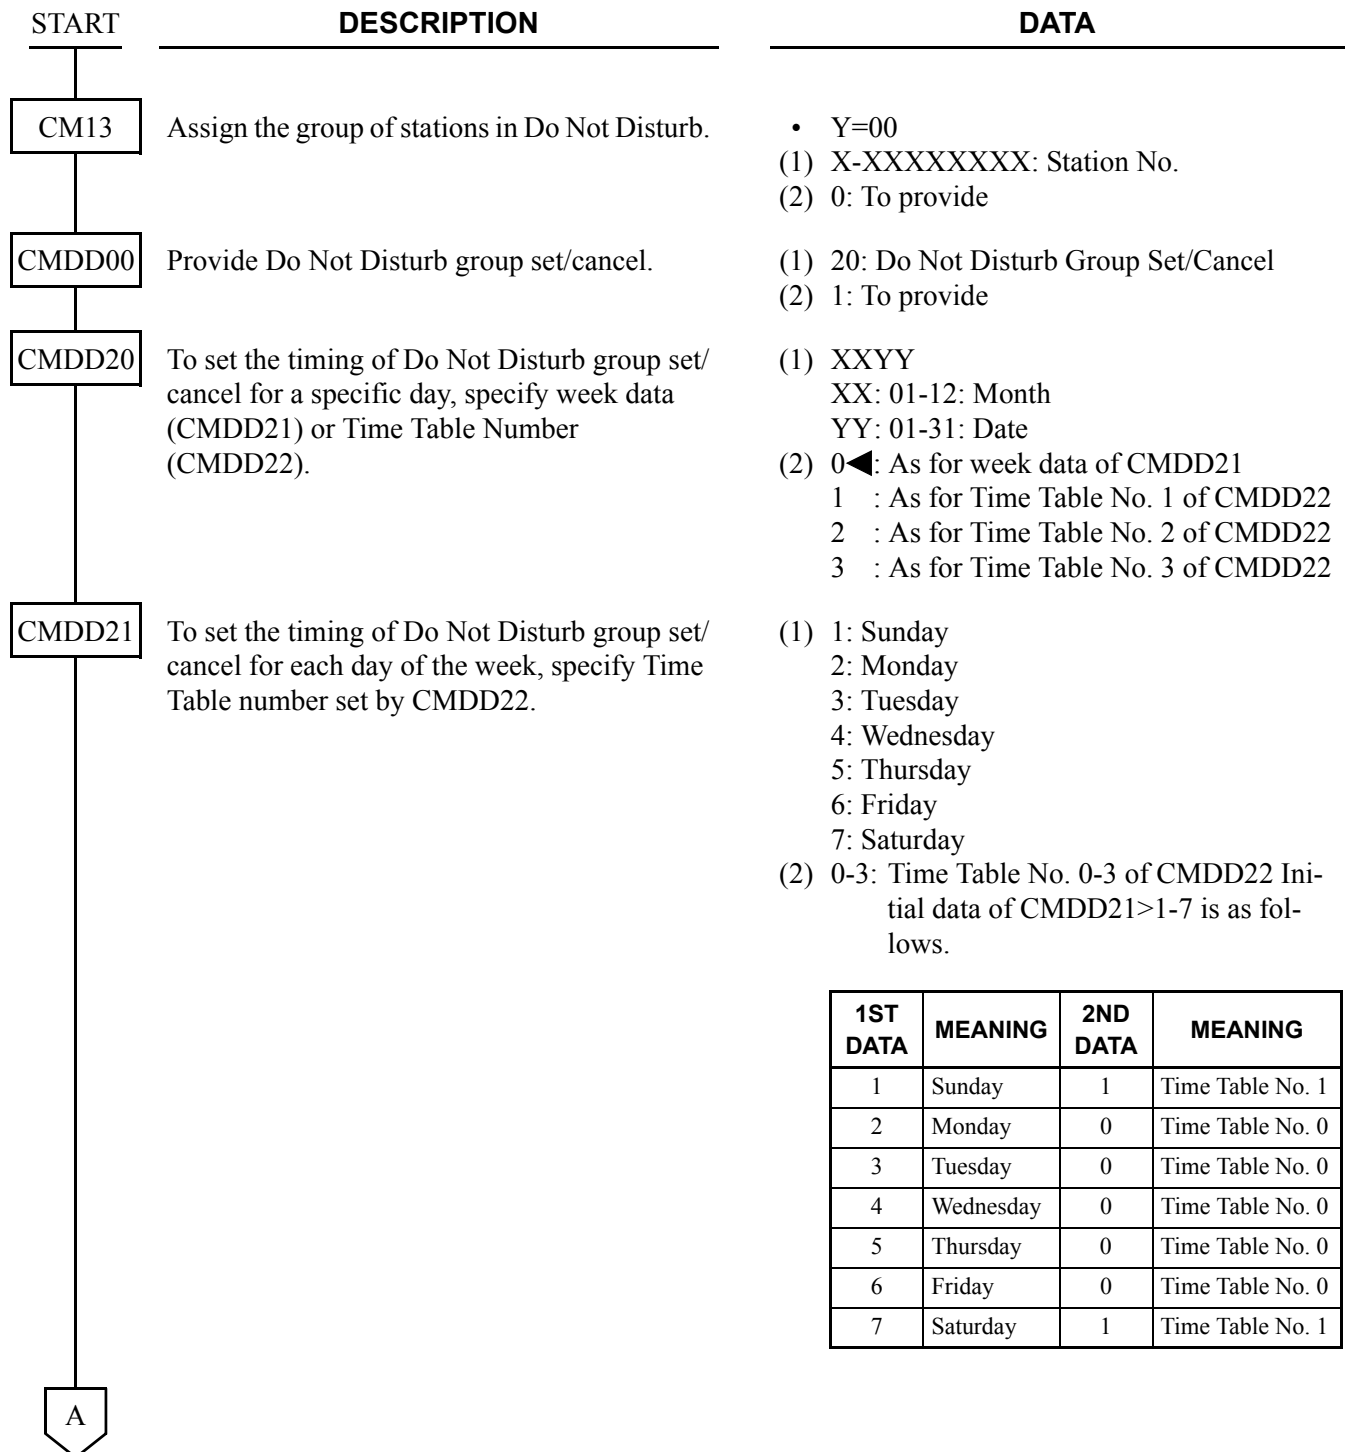 START DESCRIPTION DATA
CM13 Assign the group of stations in Do Not Disturb. • Y=00
(1) X-XXXXXXXX: Station No.
(2) 0: To provide
CMDD00 Provide Do Not Disturb group set/cancel. (1) 20: Do Not Disturb Group Set/Cancel
(2) 1: To provide
CMDD20 To set the timing of Do Not Disturb group set/ (1) XXYY
cancel for a specific day, specify week data XX: 01-12: Month
(CMDD21) or Time Table Number YY: 01-31: Date
(CMDD22). (2) 0◄: As for week data of CMDD21
1 : As for Time Table No. 1 of CMDD22
2 : As for Time Table No. 2 of CMDD22
3 : As for Time Table No. 3 of CMDD22
CMDD21 To set the timing of Do Not Disturb group set/ (1) 1: Sunday
cancel for each day of the week, specify Time 2: Monday
Table number set by CMDD22. 3: Tuesday
4: Wednesday
5: Thursday
6: Friday
7: Saturday
(2) 0-3: Time Table No. 0-3 of CMDD22 Ini-
tial data of CMDD21>1-7 is as fol-
lows.
1ST DATA MEANING 2ND DATA MEANING
1 Sunday 1 Time Table No. 1
2 Monday 0 Time Table No. 0
3 Tuesday 0 Time Table No. 0
4 Wednesday 0 Time Table No. 0
5 Thursday 0 Time Table No. 0
6 Friday 0 Time Table No. 0
7 Saturday 1 Time Table No. 1
A